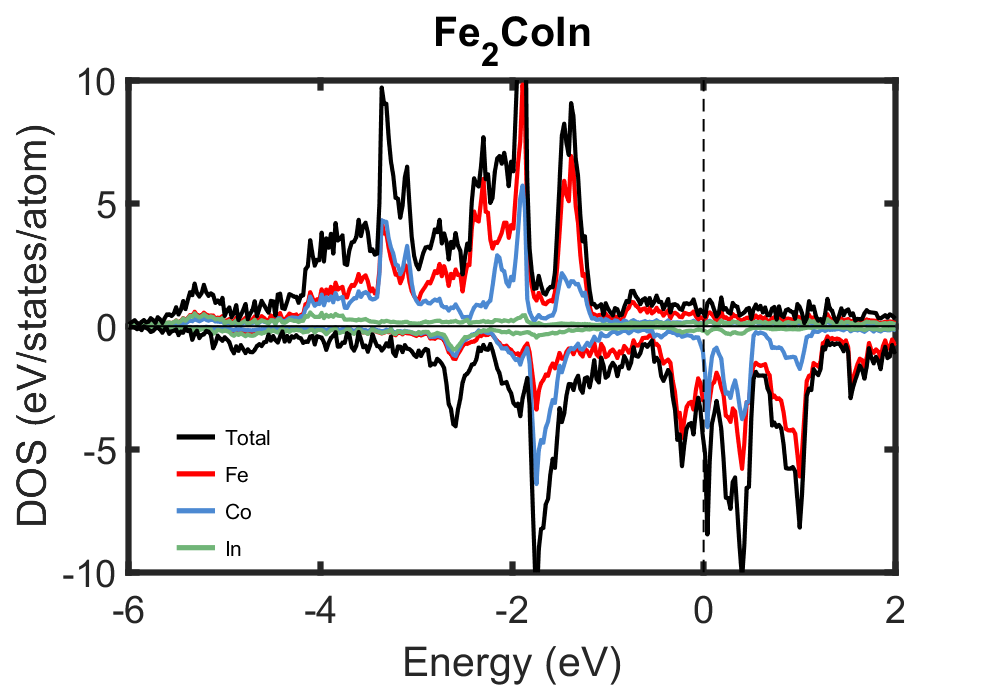 Fe₂CoIn
DOS (eV/states/atom)
10
5
0
-5
-10
Total
Fe
Co
In
-6 -4 -2 0 2
Energy (eV)